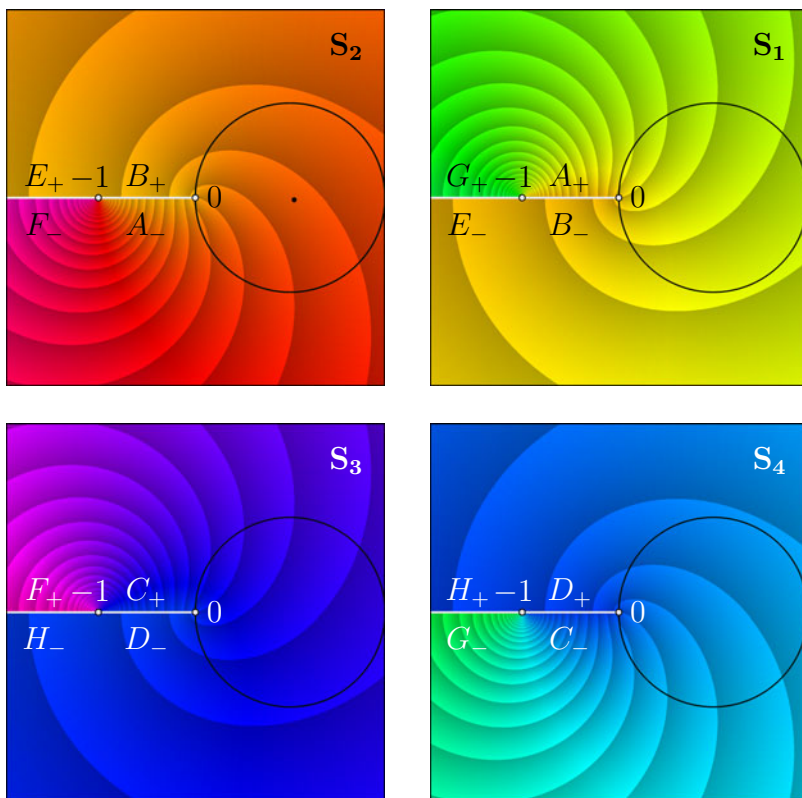 S₂
E₊ −1 B₊
0
F₋ A₋
S₁
G₊ −1 A₊
0
E₋ B₋
S₃
F₊ −1 C₊
0
H₋ D₋
S₄
H₊ −1 D₊
0
G₋ C₋